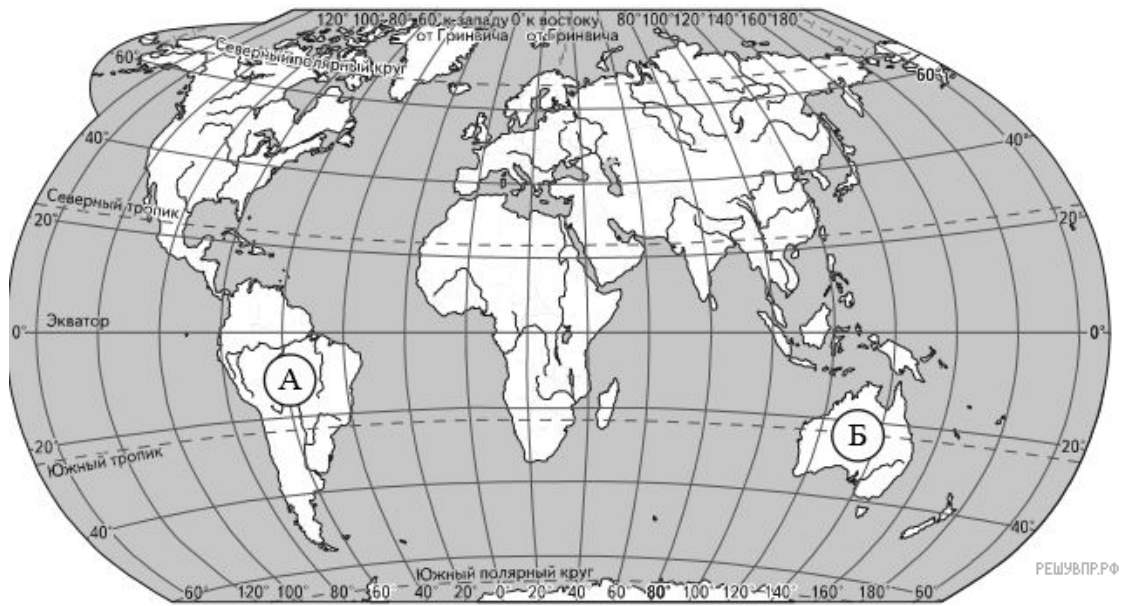 120° 100° 80° 60° к западу 0° к востоку 80° 100° 120° 140° 160° 180°
от Гринвича от Гринвича
60° Северный полярный круг 60°
40° 40°
Северный тропик
20° 20°
Экватор
0° 0°
А
Б
20° 20°
Южный тропик
40° 40°
Южный полярный круг
РЕШУВПР.РФ
60° 120° 100° 80° 60° 40° 20° 0° 20° 40° 60° 80° 100° 120° 140° 160° 180° 60°